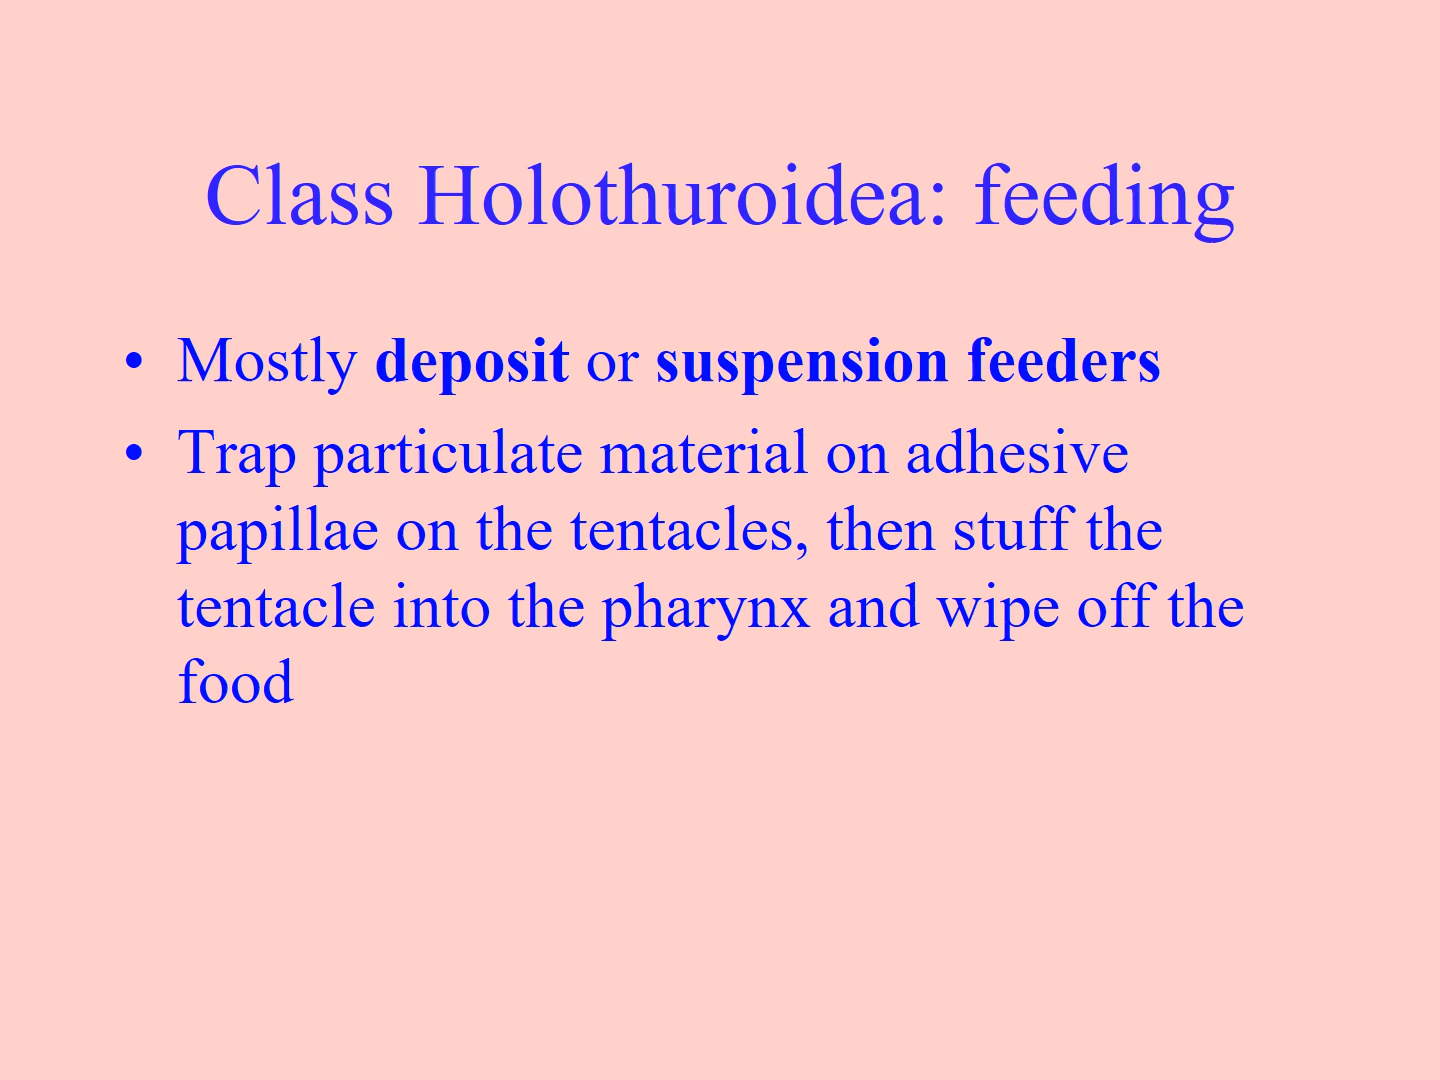 Class Holothuroidea: feeding
• Mostly deposit or suspension feeders
• Trap particulate material on adhesive
papillae on the tentacles, then stuff the
tentacle into the pharynx and wipe off the
food